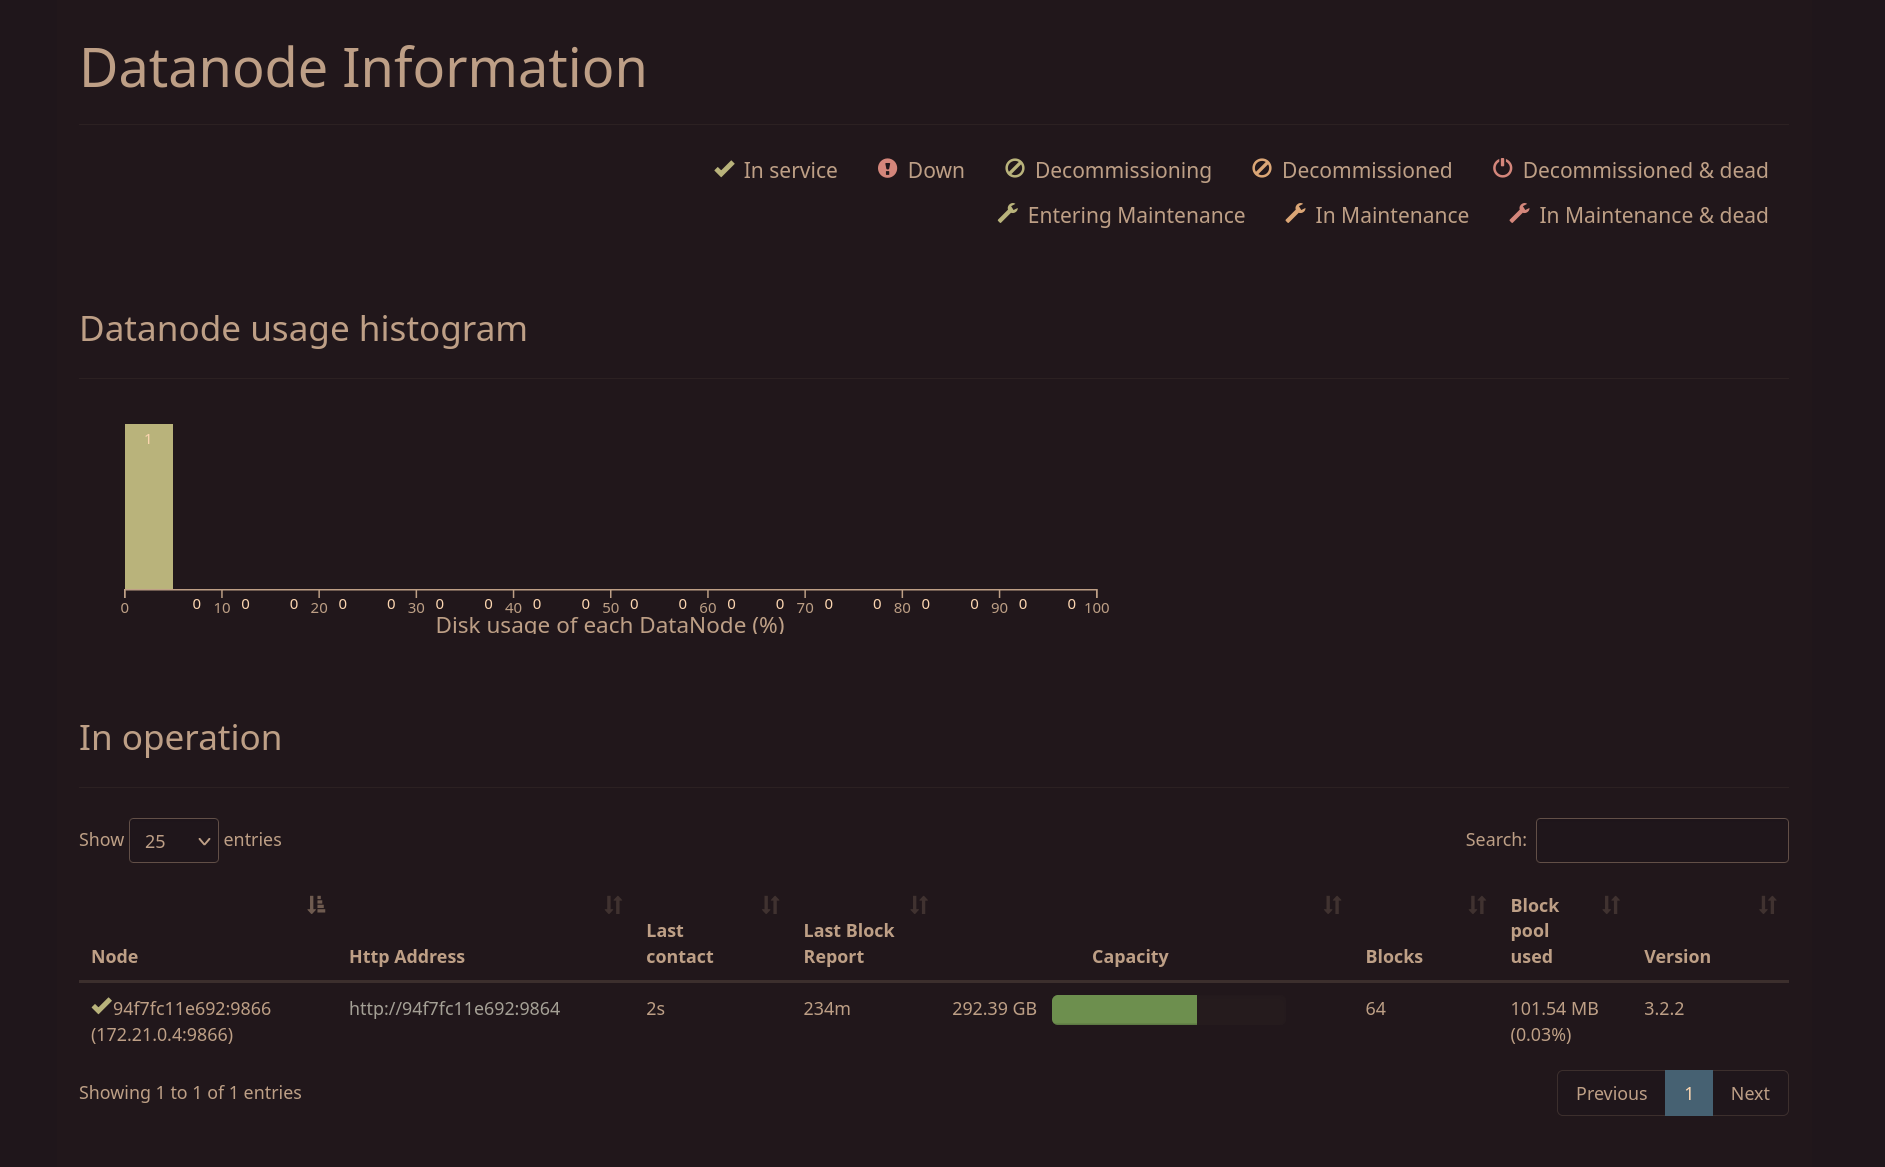 Datanode Information
In service Down Decommissioning Decommissioned Decommissioned & dead
Entering Maintenance In Maintenance In Maintenance & dead
Datanode usage histogram
1
0 0 10 0 0 20 0 0 30 0 0 40 0 0 50 0 0 60 0 0 70 0 0 80 0 0 90 0 0 100
Disk usage of each DataNode (%)
In operation
Show 25 entries Search:
Node Http Address Last contact Last Block Report Capacity Blocks Block pool used Version
94f7fc11e692:9866 http://94f7fc11e692:9864 2s 234m 292.39 GB 64 101.54 MB 3.2.2
(172.21.0.4:9866) (0.03%)
Showing 1 to 1 of 1 entries Previous 1 Next